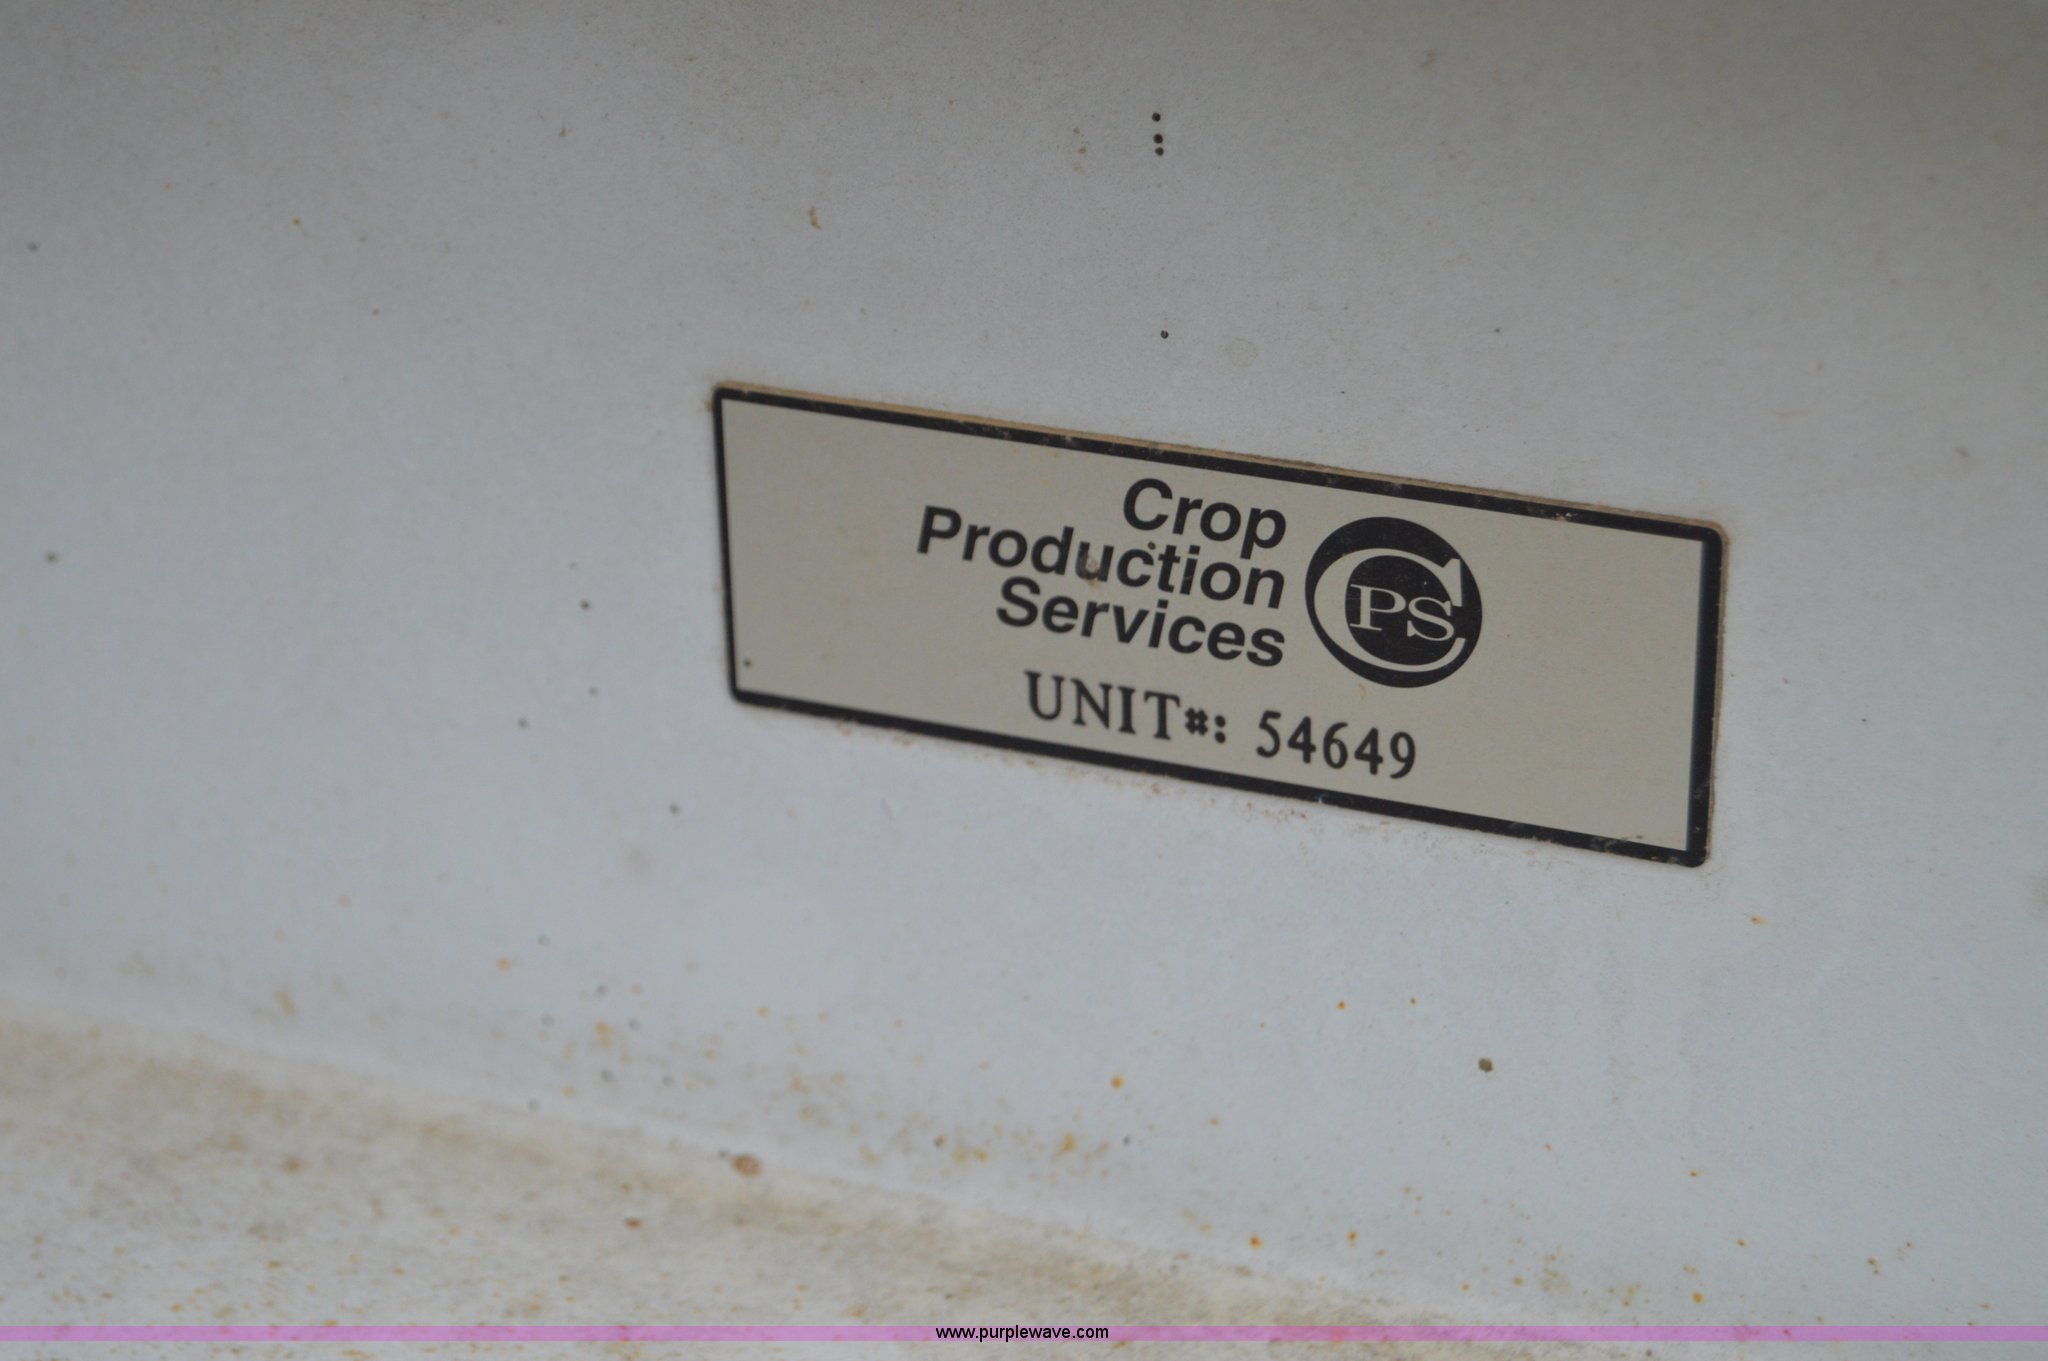 Crop
Production
Services
CPS
UNIT#: 54649
www.purplewave.com